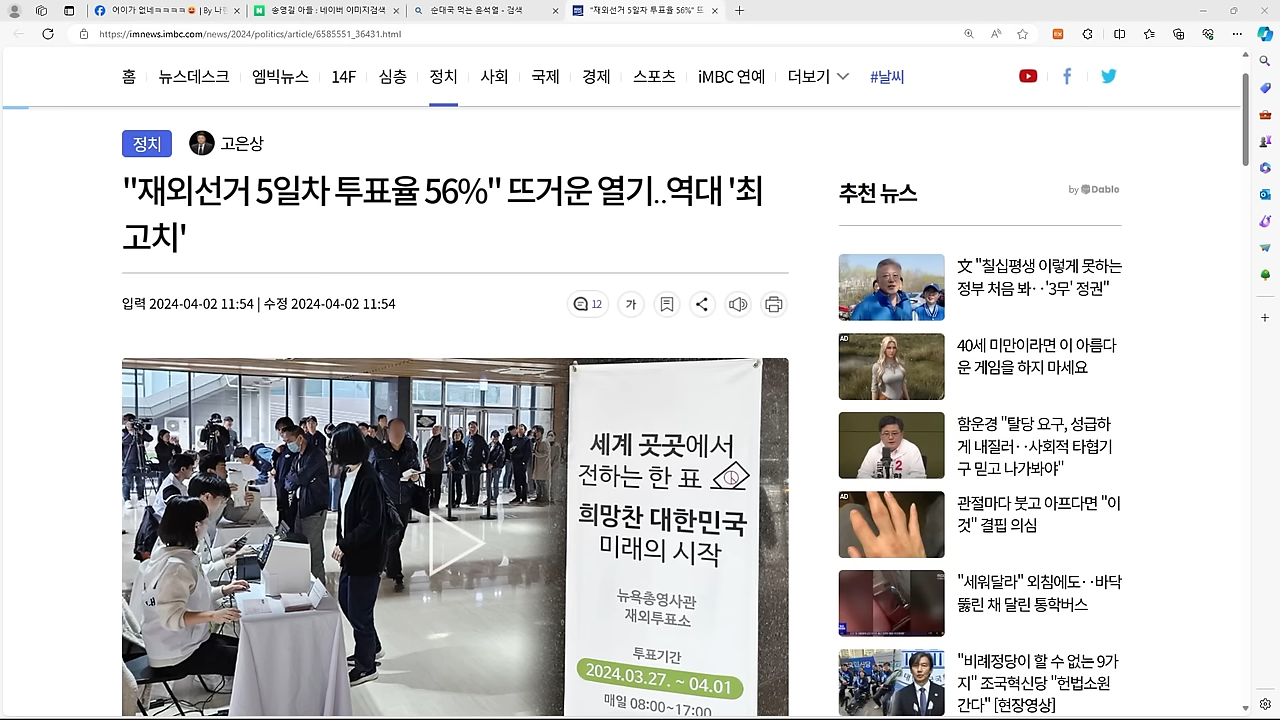 어이가 없네ㅋㅋㅋㅋ🤩 | By 나
송영길 아들 : 네이버 이미지검색
순대국 먹는 윤석열 - 검색
"재외선거 5일차 투표율 56%" 뜨
https://imnews.imbc.com/news/2024/politics/article/6585551_36431.html
홈 뉴스데스크 엠빅뉴스 14F 심층 정치 사회 국제 경제 스포츠 iMBC 연예 더보기 #날씨
정치 고은상
"재외선거 5일차 투표율 56%" 뜨거운 열기..역대 '최
고치'
입력 2024-04-02 11:54 | 수정 2024-04-02 11:54
12 가
세계 곳곳에서
전하는 한 표
희망찬 대한민국
미래의 시작
뉴욕총영사관
재외투표소
투표기간
2024.03.27. ~ 04.01
매일 08:00~17:00
추천 뉴스
by Dable
文 "칠십평생 이렇게 못하는
정부 처음 봐‥'3무' 정권"
AD
40세 미만이라면 이 아름다
운 게임을 하지 마세요
함운경 "탈당 요구, 성급하
게 내질러‥사회적 타협기
구 믿고 나가봐야"
AD
관절마다 붓고 아프다면 "이
것" 결핍 의심
"세워달라" 외침에도‥바닥
뚫린 채 달린 통학버스
"비례정당이 할 수 없는 9가
지" 조국혁신당 "헌법소원
간다" [현장영상]